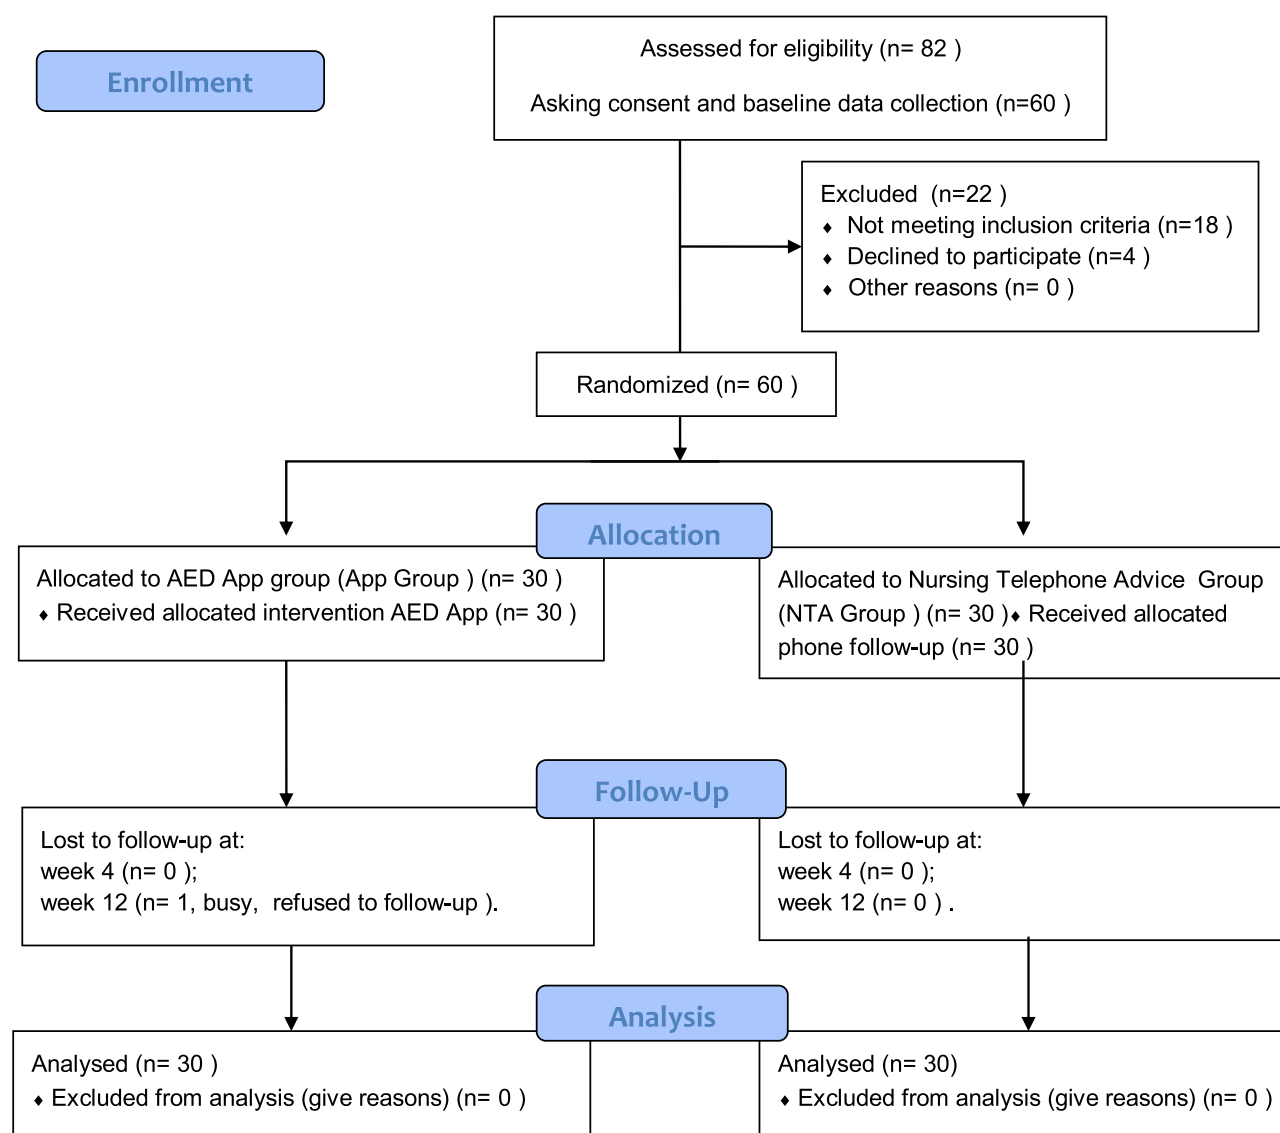 Enrollment
Assessed for eligibility (n= 82 )
Asking consent and baseline data collection (n=60 )
Excluded (n=22 )
♦ Not meeting inclusion criteria (n=18 )
♦ Declined to participate (n=4 )
♦ Other reasons (n= 0 )
Randomized (n= 60 )
Allocation
Allocated to AED App group (App Group ) (n= 30 )
♦ Received allocated intervention AED App (n= 30 )
Allocated to Nursing Telephone Advice Group
(NTA Group ) (n= 30 )♦ Received allocated
phone follow-up (n= 30 )
Follow-Up
Lost to follow-up at:
week 4 (n= 0 );
week 12 (n= 1, busy, refused to follow-up ).
Lost to follow-up at:
week 4 (n= 0 );
week 12 (n= 0 ) .
Analysis
Analysed (n= 30 )
♦ Excluded from analysis (give reasons) (n= 0 )
Analysed (n= 30)
♦ Excluded from analysis (give reasons) (n= 0 )